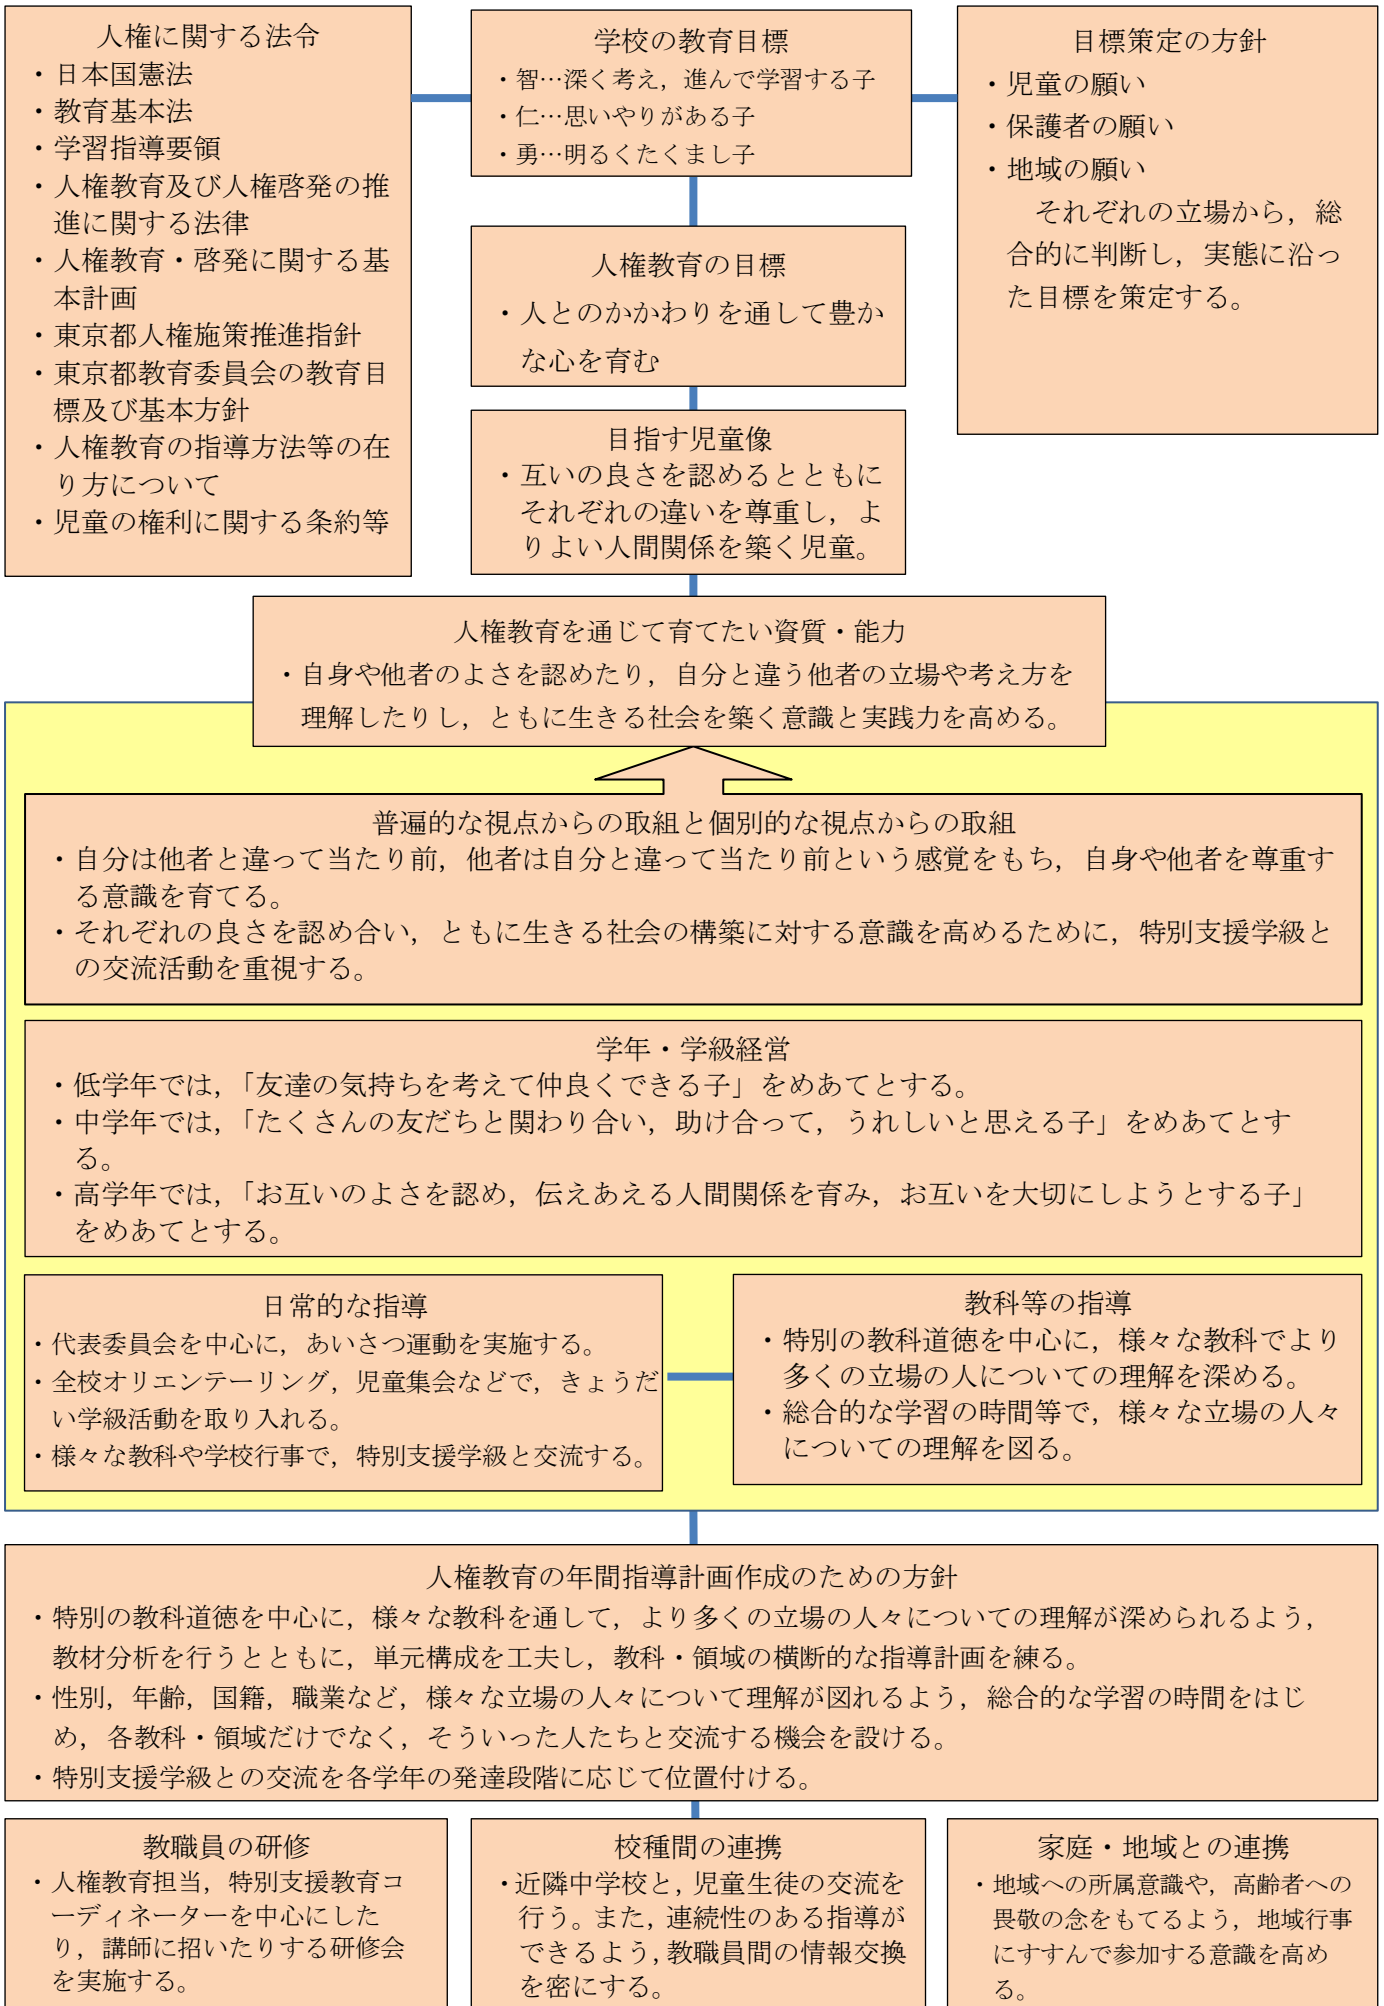 人権に関する法令
・日本国憲法
・教育基本法
・学習指導要領
・人権教育及び人権啓発の推
進に関する法律
・人権教育・啓発に関する基
本計画
・東京都人権施策推進指針
・東京都教育委員会の教育目
標及び基本方針
・人権教育の指導方法等の在
り方について
・児童の権利に関する条約等
学校の教育目標
・智…深く考え，進んで学習する子
・仁…思いやりがある子
・勇…明るくたくまし子
目標策定の方針
・児童の願い
・保護者の願い
・地域の願い
それぞれの立場から，総
合的に判断し，実態に沿っ
た目標を策定する。
人権教育の目標
・人とのかかわりを通して豊か
な心を育む
目指す児童像
・互いの良さを認めるとともに
それぞれの違いを尊重し，よ
りよい人間関係を築く児童。
人権教育を通じて育てたい資質・能力
・自身や他者のよさを認めたり，自分と違う他者の立場や考え方を
理解したりし，ともに生きる社会を築く意識と実践力を高める。
普遍的な視点からの取組と個別的な視点からの取組
・自分は他者と違って当たり前，他者は自分と違って当たり前という感覚をもち，自身や他者を尊重す
る意識を育てる。
・それぞれの良さを認め合い，ともに生きる社会の構築に対する意識を高めるために，特別支援学級と
の交流活動を重視する。
学年・学級経営
・低学年では，「友達の気持ちを考えて仲良くできる子」をめあてとする。
・中学年では，「たくさんの友だちと関わり合い，助け合って，うれしいと思える子」をめあてとす
る。
・高学年では，「お互いのよさを認め，伝えあえる人間関係を育み，お互いを大切にしようとする子」
をめあてとする。
日常的な指導
・代表委員会を中心に，あいさつ運動を実施する。
・全校オリエンテーリング，児童集会などで，きょうだ
い学級活動を取り入れる。
・様々な教科や学校行事で，特別支援学級と交流する。
教科等の指導
・特別の教科道徳を中心に，様々な教科でより
多くの立場の人についての理解を深める。
・総合的な学習の時間等で，様々な立場の人々
についての理解を図る。
人権教育の年間指導計画作成のための方針
・特別の教科道徳を中心に，様々な教科を通して，より多くの立場の人々についての理解が深められるよう，
教材分析を行うとともに，単元構成を工夫し，教科・領域の横断的な指導計画を練る。
・性別，年齢，国籍，職業など，様々な立場の人々について理解が図れるよう，総合的な学習の時間をはじ
め，各教科・領域だけでなく，そういった人たちと交流する機会を設ける。
・特別支援学級との交流を各学年の発達段階に応じて位置付ける。
教職員の研修
・人権教育担当，特別支援教育コ
ーディネーターを中心にした
り，講師に招いたりする研修会
を実施する。
校種間の連携
・近隣中学校と，児童生徒の交流を
行う。また，連続性のある指導が
できるよう，教職員間の情報交換
を密にする。
家庭・地域との連携
・地域への所属意識や，高齢者への
畏敬の念をもてるよう，地域行事
にすすんで参加する意識を高め
る。